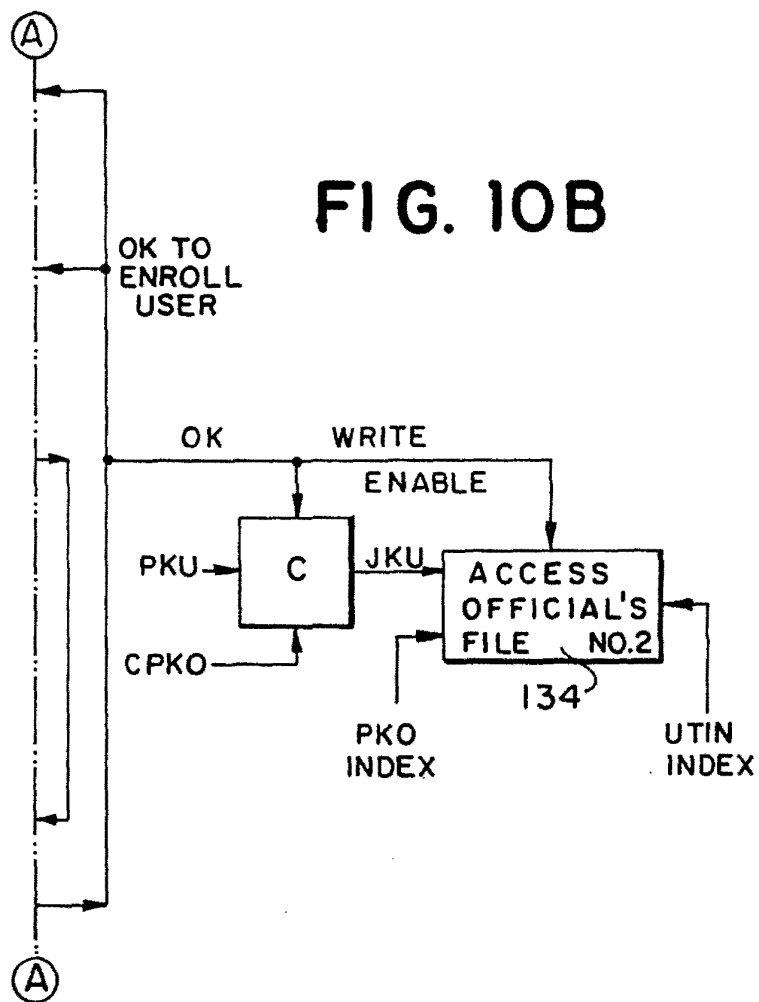 A
FIG. 10B
OK TO
ENROLL
USER
OK
WRITE
ENABLE
PKU
C
JKU
CPKO
ACCESS
OFFICIAL'S
FILE NO.2
134
PKO
INDEX
UTIN
INDEX
A